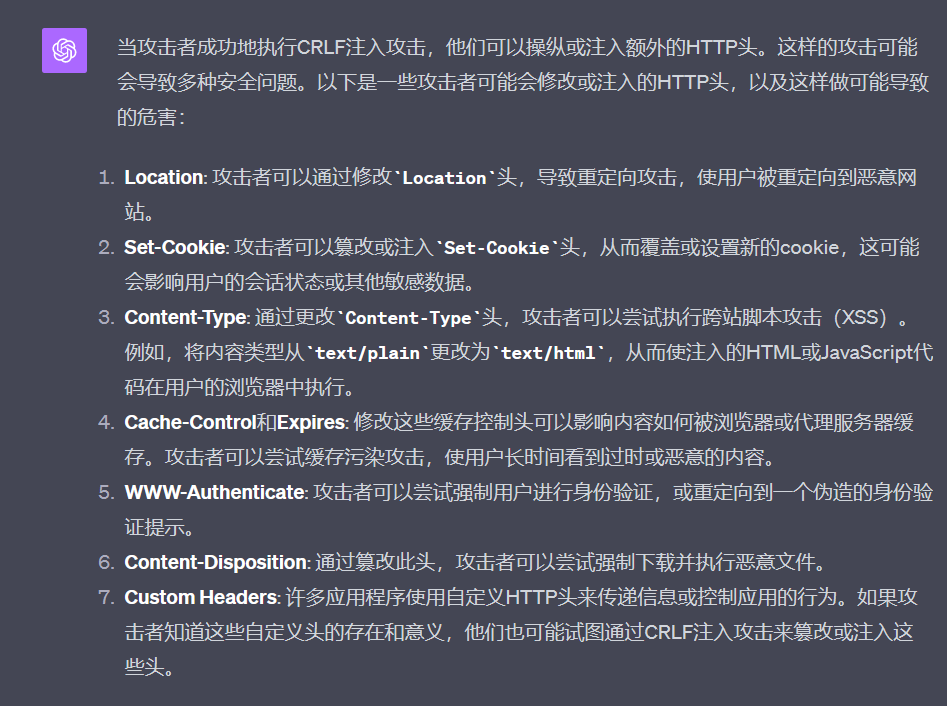 当攻击者成功地执行CRLF注入攻击，他们可以操纵或注入额外的HTTP头。这样的攻击可能
会导致多种安全问题。以下是一些攻击者可能会修改或注入的HTTP头，以及这样做可能导致
的危害：
1. Location: 攻击者可以通过修改`Location`头，导致重定向攻击，使用户被重定向到恶意网
站。
2. Set-Cookie: 攻击者可以篡改或注入`Set-Cookie`头，从而覆盖或设置新的cookie，这可能
会影响用户的会话状态或其他敏感数据。
3. Content-Type: 通过更改`Content-Type`头，攻击者可以尝试执行跨站脚本攻击（XSS）。
例如，将内容类型从`text/plain`更改为`text/html`，从而使注入的HTML或JavaScript代
码在用户的浏览器中执行。
4. Cache-Control和Expires: 修改这些缓存控制头可以影响内容如何被浏览器或代理服务器缓
存。攻击者可以尝试缓存污染攻击，使用户长时间看到过时或恶意的内容。
5. WWW-Authenticate: 攻击者可以尝试强制用户进行身份验证，或重定向到一个伪造的身份验
证提示。
6. Content-Disposition: 通过篡改此头，攻击者可以尝试强制下载并执行恶意文件。
7. Custom Headers: 许多应用程序使用自定义HTTP头来传递信息或控制应用的行为。如果攻
击者知道这些自定义头的存在和意义，他们也可能试图通过CRLF注入攻击来篡改或注入这
些头。